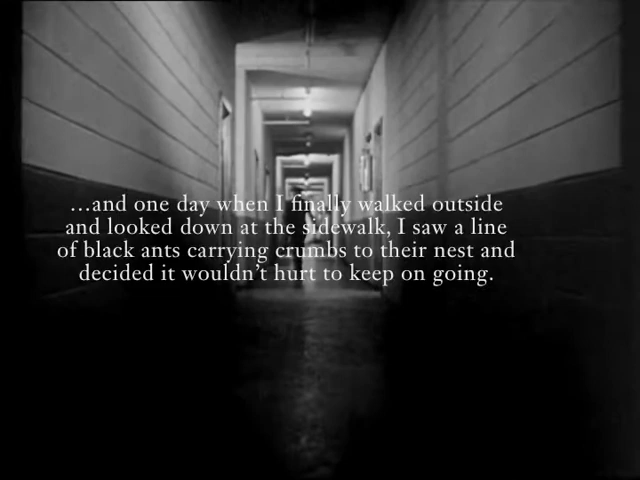 …and one day when I finally walked outside
and looked down at the sidewalk, I saw a line
of black ants carrying crumbs to their nest and
decided it wouldn’t hurt to keep on going.